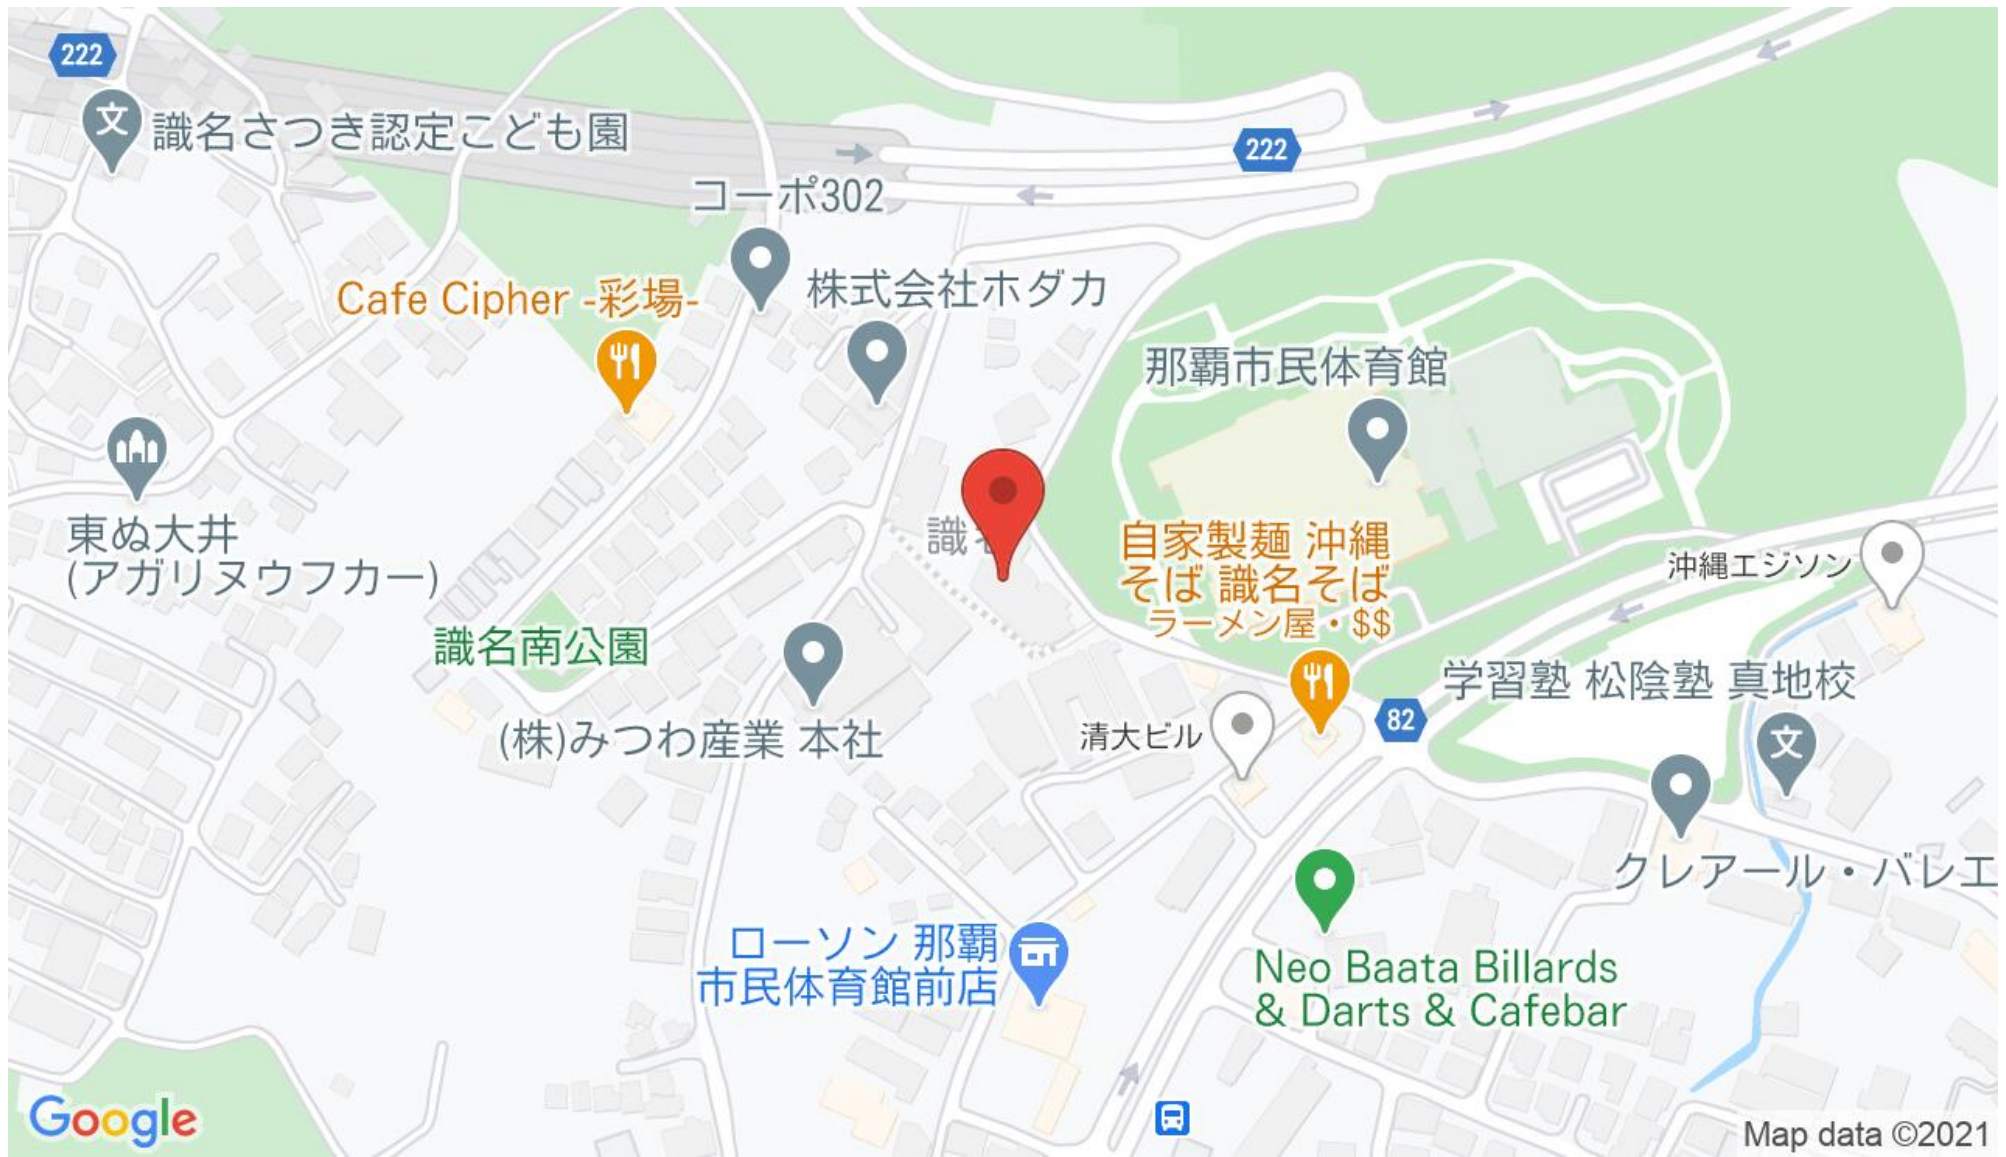 222
識名さつき認定こども園
222
コーポ302
Cafe Cipher -彩場-
株式会社ホダカ
那覇市民体育館
東ぬ大井
(アガリヌウフカー)
識
自家製麺 沖縄
そば 識名そば
ラーメン屋・$$
沖縄エジソン
識名南公園
学習塾 松陰塾 真地校
(株)みつわ産業 本社
清大ビル
82
クレアール・バレエ
ローソン 那覇
市民体育館前店
Neo Baata Billards
& Darts & Cafebar
Google
Map data ©2021